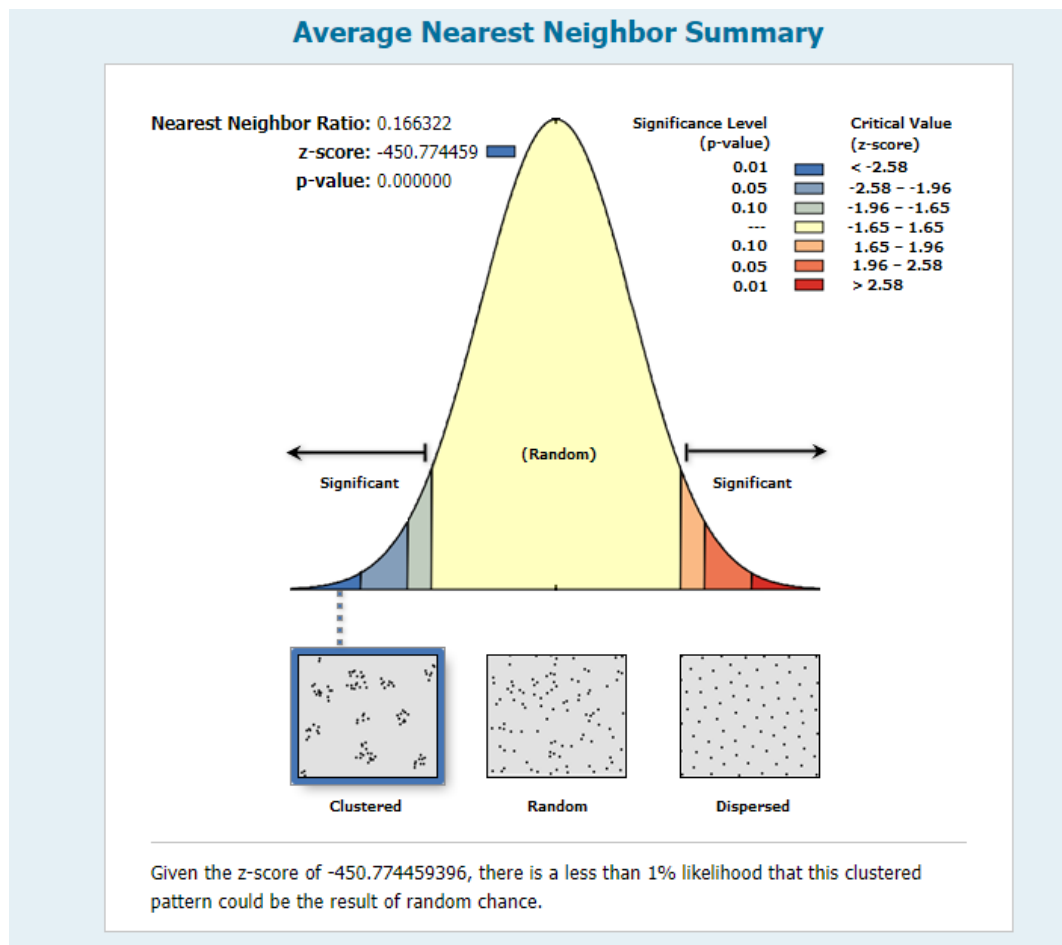 Average Nearest Neighbor Summary
Nearest Neighbor Ratio: 0.166322
z-score: -450.774459
p-value: 0.000000
Significance Level
(p-value)
Critical Value
(z-score)
0.01 < -2.58
0.05 -2.58 – -1.96
0.10 -1.96 – -1.65
--- -1.65 – 1.65
0.10 1.65 – 1.96
0.05 1.96 – 2.58
0.01 > 2.58
(Random)
Significant Significant
Clustered Random Dispersed
Given the z-score of -450.774459396, there is a less than 1% likelihood that this clustered
pattern could be the result of random chance.